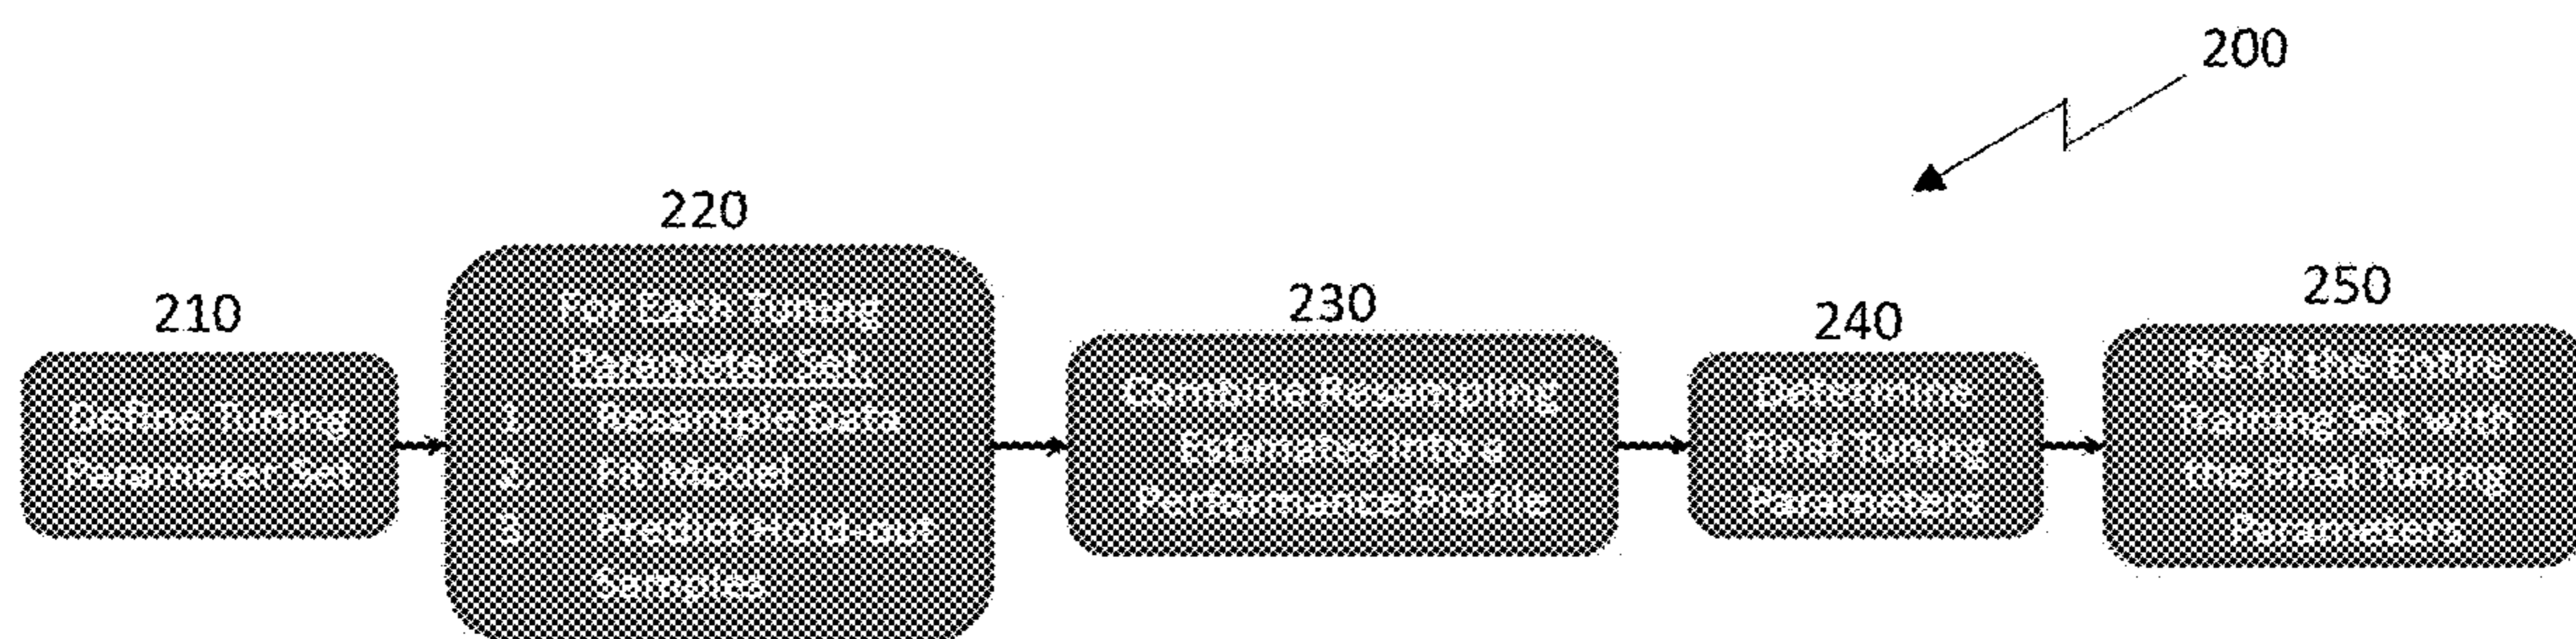 200
210
Define Tuning
Parameter Set
220
For Each Tuning
Parameter Set:
1. Resample Data
2. Fit Model
3. Predict Hold-out
Samples
230
Combine Resampling
Estimates into a
Performance Profile
240
Determine
Final Tuning
Parameters
250
Re-fit the Entire
Training Set with
the Final Tuning
Parameters